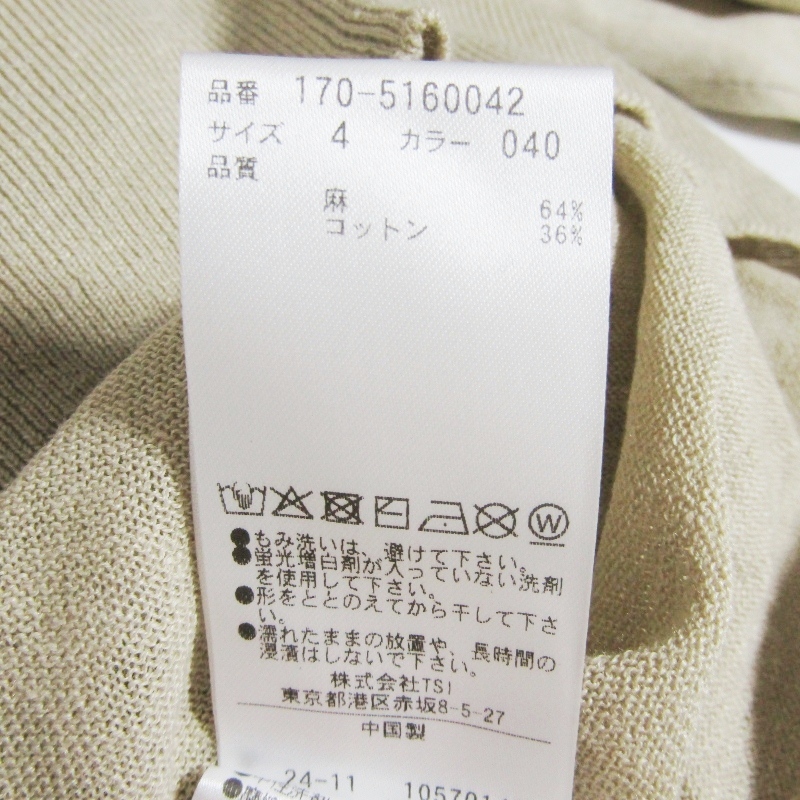 品番 170-5160042
サイズ 4 カラー 040
品質
麻 64%
コットン 36%
W
●もみ洗いは、避けて下さい。
●蛍光増白剤が入っていない洗剤
を使用して下さい。
●形をととのえてから干して下さ
い。
●濡れたままの放置や、長時間の
浸漬はしないで下さい。
株式会社TSI
東京都港区赤坂8-5-27
中国製
24-11 1057014